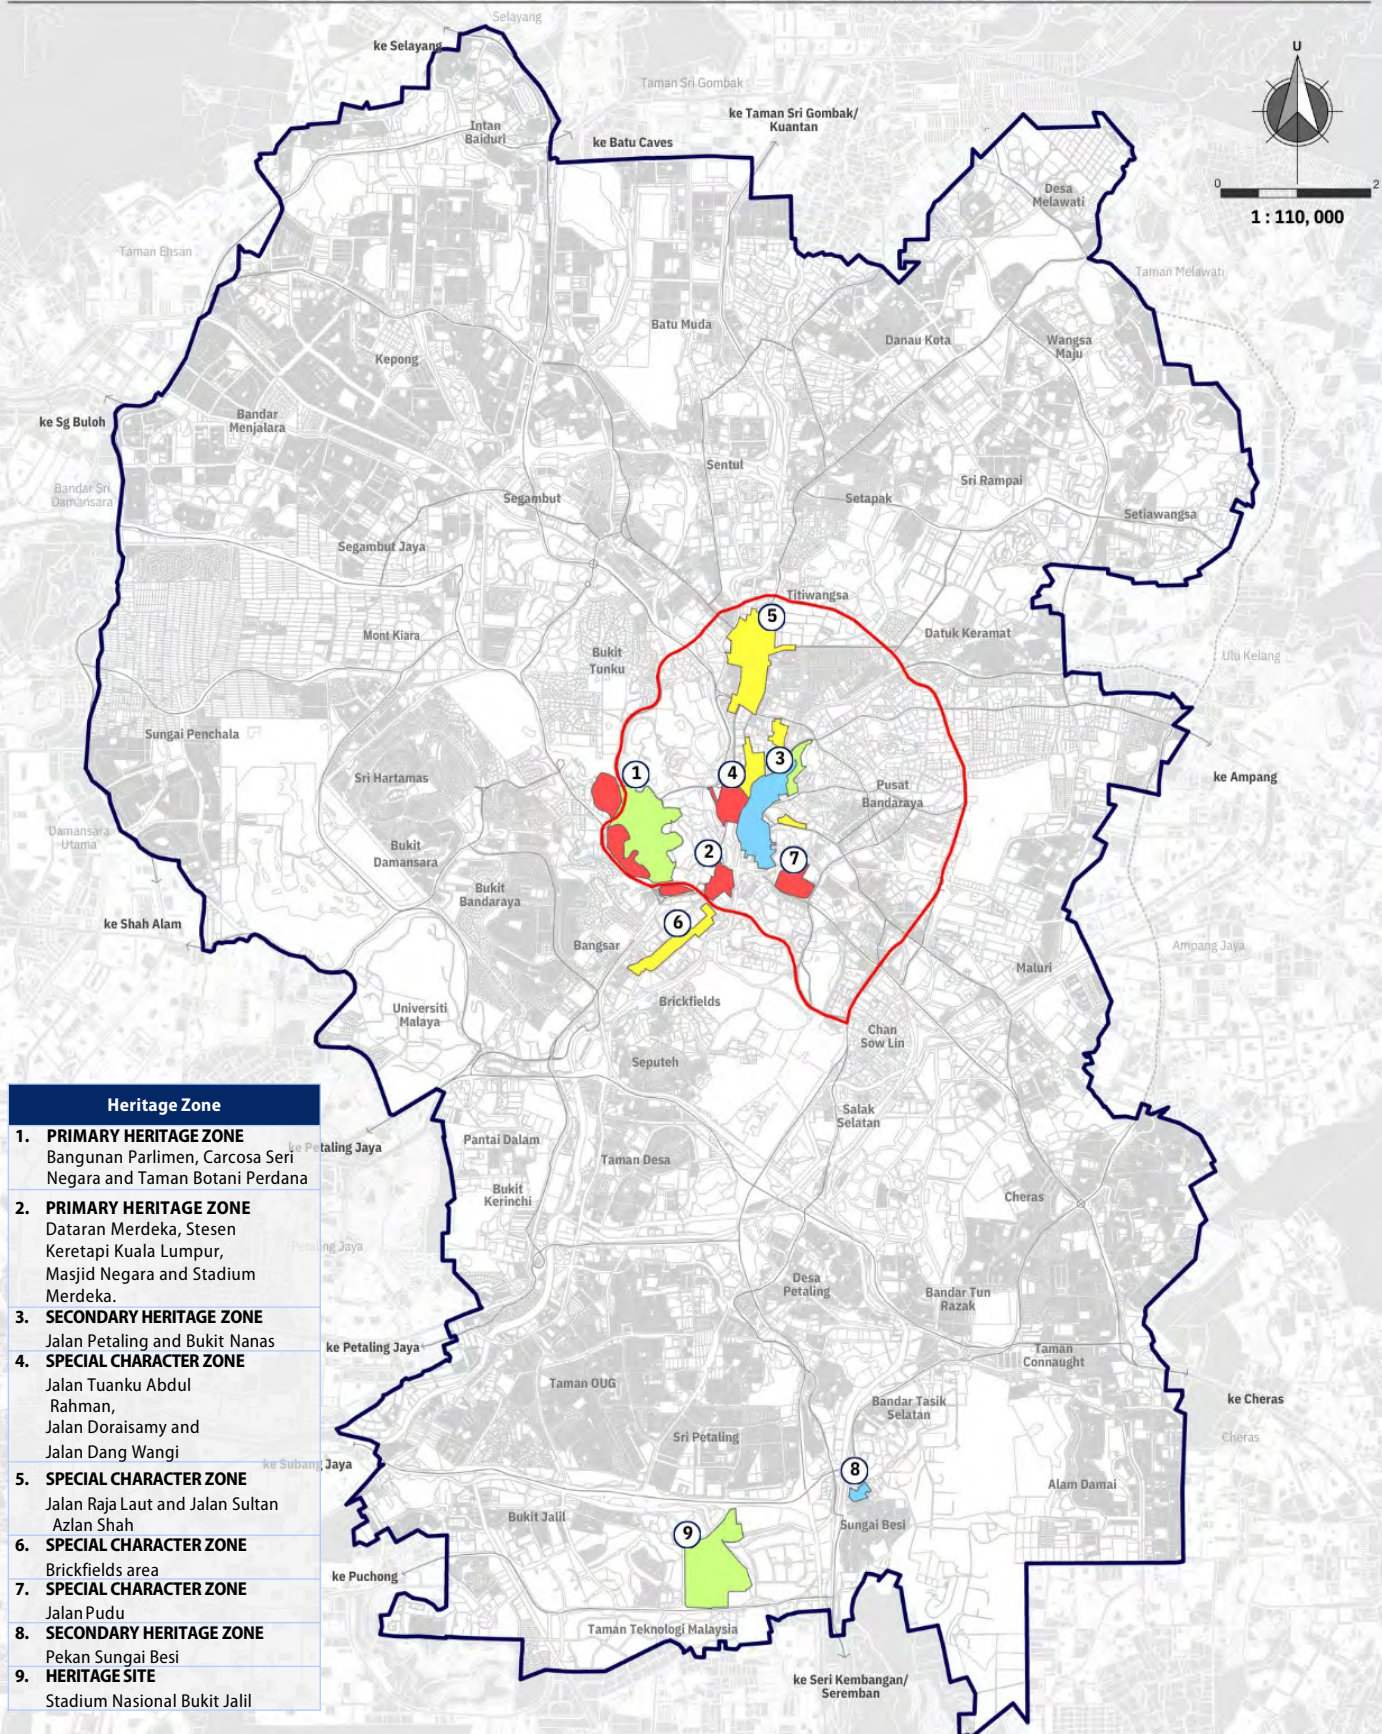 Selayang
ke Selayang
Taman Sri Gombak
U
ke Taman Sri Gombak/
Kuantan
Intan
Baiduri
ke Batu Caves
0
2
1 : 110, 000
Desa
Melawati
Taman Ehsan
Taman Melawati
Batu Muda
Danau Kota
Wangsa
Maju
Kepong
ke Sg Buloh
Bandar
Menjalara
Sentul
Sri Rampai
Bandar Sri
Damansara
Segambut
Setapak
Setiawangsa
Segambut Jaya
Titiwangsa
5
Mont Kiara
Datuk Keramat
Bukit
Tunku
Ulu Kelang
Sungai Penchala
3
1
4
Sri Hartamas
ke Ampang
Pusat
Bandaraya
Damansara
Utama
Bukit
Damansara
2
7
Bukit
Bandaraya
ke Shah Alam
6
Bangsar
Ampang Jaya
Maluri
Brickfields
Universiti
Malaya
Chan
Sow Lin
Seputeh
Heritage Zone
1. PRIMARY HERITAGE ZONE
Bangunan Parlimen, Carcosa Seri
Negara and Taman Botani Perdana
2. PRIMARY HERITAGE ZONE
Dataran Merdeka, Stesen
Keretapi Kuala Lumpur,
Masjid Negara and Stadium
Merdeka.
3. SECONDARY HERITAGE ZONE
Jalan Petaling and Bukit Nanas
4. SPECIAL CHARACTER ZONE
Jalan Tuanku Abdul
Rahman,
Jalan Doraisamy and
Jalan Dang Wangi
5. SPECIAL CHARACTER ZONE
Jalan Raja Laut and Jalan Sultan
Azlan Shah
6. SPECIAL CHARACTER ZONE
Brickfields area
7. SPECIAL CHARACTER ZONE
Jalan Pudu
8. SECONDARY HERITAGE ZONE
Pekan Sungai Besi
9. HERITAGE SITE
Stadium Nasional Bukit Jalil
Salak
Selatan
ke Petaling Jaya
Pantai Dalam
Taman Desa
Bukit
Kerinchi
Cheras
Petaling Jaya
Desa
Petaling
Bandar Tun
Razak
ke Petaling Jaya
Taman
Connaught
Taman OUG
Bandar Tasik
Selatan
ke Cheras
Cheras
Sri Petaling
ke Subang Jaya
8
Alam Damai
Bukit Jalil
9
Sungai Besi
ke Puchong
Taman Teknologi Malaysia
ke Seri Kembangan/
Seremban